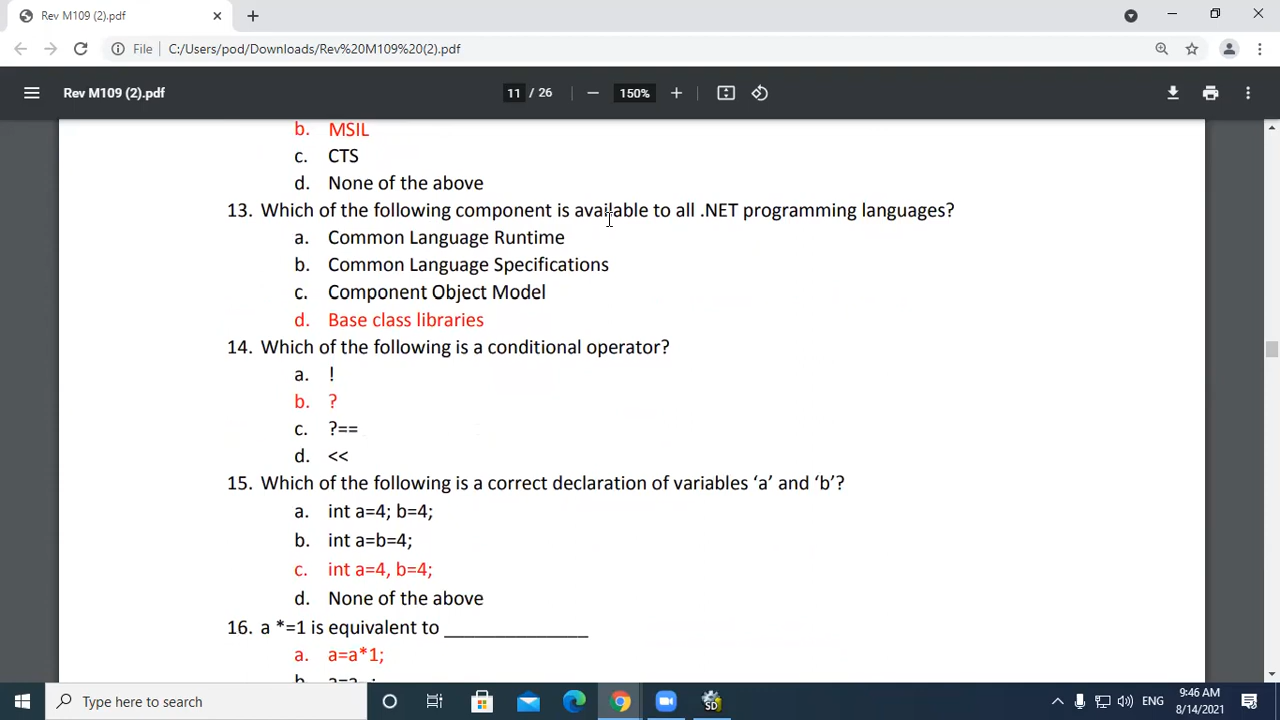 Rev M109 (2).pdf
File C:/Users/pod/Downloads/Rev%20M109%20(2).pdf
Rev M109 (2).pdf 11 / 26 150%
b. MSIL
c. CTS
d. None of the above
13. Which of the following component is available to all .NET programming languages?
a. Common Language Runtime
b. Common Language Specifications
c. Component Object Model
d. Base class libraries
14. Which of the following is a conditional operator?
a. !
b. ?
c. ?==
d. <<
15. Which of the following is a correct declaration of variables ‘a’ and ‘b’?
a. int a=4; b=4;
b. int a=b=4;
c. int a=4, b=4;
d. None of the above
16. a *=1 is equivalent to ______________
a. a=a*1;
Type here to search
SD
ENG
9:46 AM
8/14/2021